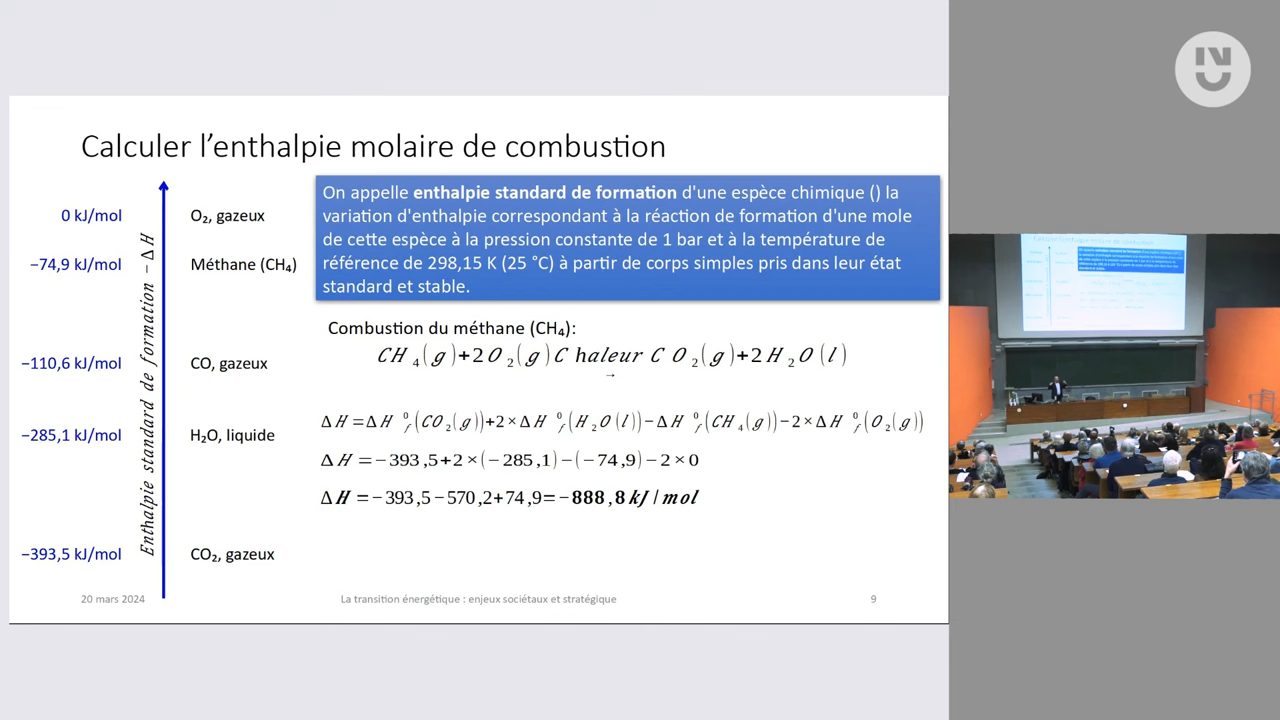 Calculer l'enthalpie molaire de combustion
0 kJ/mol
O₂, gazeux
−74,9 kJ/mol
Méthane (CH₄)
−110,6 kJ/mol
CO, gazeux
−285,1 kJ/mol
H₂O, liquide
−393,5 kJ/mol
CO₂, gazeux
Enthalpie standard de formation − ΔH
On appelle enthalpie standard de formation d'une espèce chimique () la
variation d'enthalpie correspondant à la réaction de formation d'une mole
de cette espèce à la pression constante de 1 bar et à la température de
référence 298,15 K (25 °C) à partir de corps simples pris dans leur état
standard et stable.
Combustion du méthane (CH₄):
CH₄(g)+2O₂(g)C haleur CO₂(g)+2H₂O(l)
→
ΔH=ΔH⁰f(CO₂(g))+2×ΔH⁰f(H₂O(l))−ΔH⁰f(CH₄(g))−2×ΔH⁰f(O₂(g))
ΔH=−393,5+2×(−285,1)−(−74,9)−2×0
ΔH=−393,5−570,2+74,9=−888,8kJ/mol
20 mars 2024
La transition énergétique : enjeux sociétaux et stratégique
9